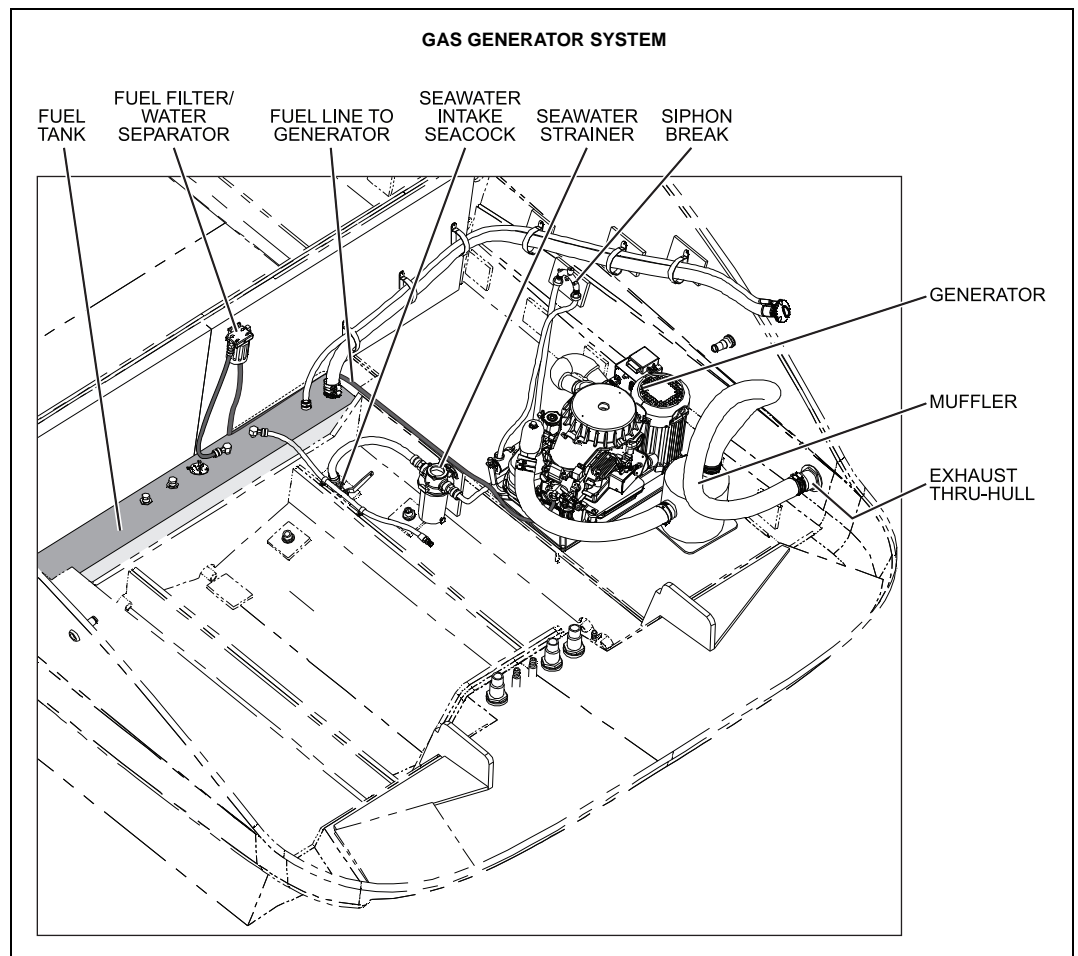 GAS GENERATOR SYSTEM
FUEL
TANK
FUEL FILTER/
WATER
SEPARATOR
FUEL LINE TO
GENERATOR
SEAWATER
INTAKE
SEACOCK
SEAWATER
STRAINER
SIPHON
BREAK
GENERATOR
MUFFLER
EXHAUST
THRU-HULL